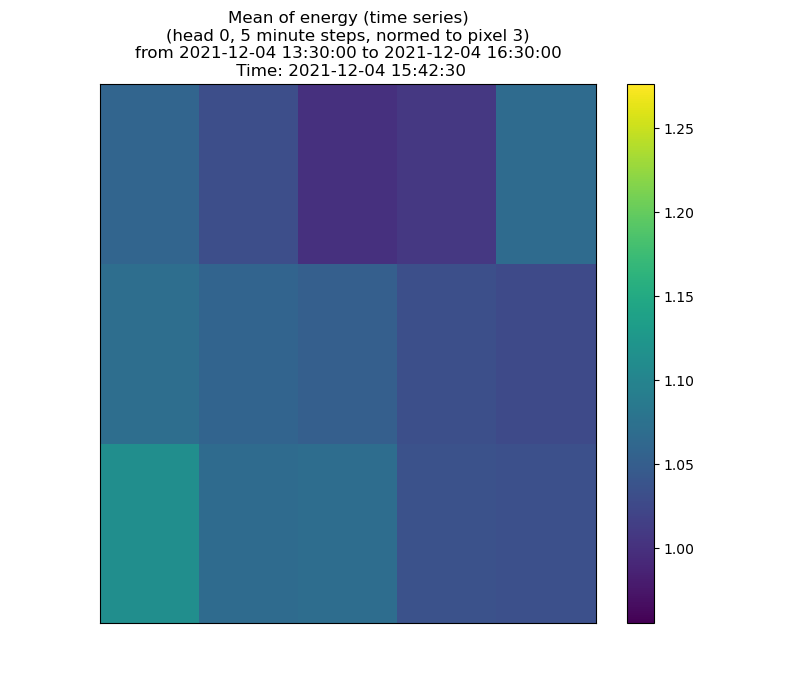 Mean of energy (time series)
(head 0, 5 minute steps, normed to pixel 3)
from 2021-12-04 13:30:00 to 2021-12-04 16:30:00
Time: 2021-12-04 15:42:30
1.25
1.20
1.15
1.10
1.05
1.00